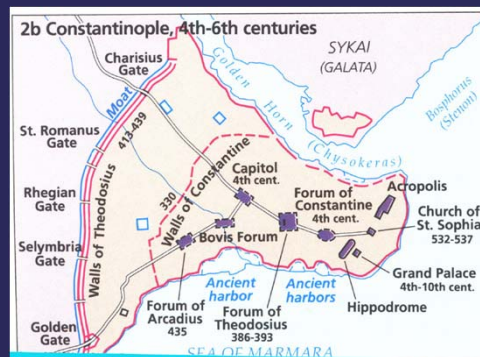 2b Constantinople, 4th-6th centuries
Charisius
Gate
SYKAI
(GALATA)
Golden
Horn
(Chysokeras)
Bosphorus
(Stenon)
Moat
413-439
St. Romanus
Gate
Walls of Theodosius
Rhegian
Gate
330
Walls of Constantine
Capitol
4th cent.
Forum of
Constantine
4th cent.
Acropolis
Church of
St. Sophia
532-537
Selymbria
Gate
Bovis Forum
Grand Palace
4th-10th cent.
Ancient
harbor
Ancient
harbors
Hippodrome
Golden
Gate
Forum of
Arcadius
435
Forum of
Theodosius
386-393
SEA OF MARMARA